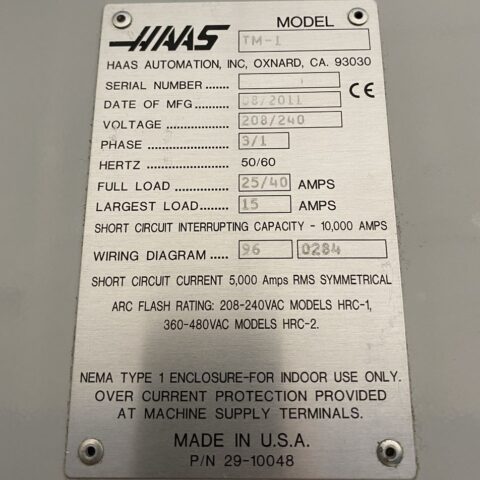 HAAS
MODEL TM-1
HAAS AUTOMATION, INC, OXNARD, CA. 93030
SERIAL NUMBER ......
DATE OF MFG ........ 08/2011 CE
VOLTAGE ............. 208/240
PHASE ................ 3/1
HERTZ ................ 50/60
FULL LOAD ............ 25/40 AMPS
LARGEST LOAD........ 15 AMPS
SHORT CIRCUIT INTERRUPTING CAPACITY - 10,000 AMPS
WIRING DIAGRAM ..... 96 0284
SHORT CIRCUIT CURRENT 5,000 Amps RMS SYMMETRICAL
ARC FLASH RATING: 208-240VAC MODELS HRC-1,
360-480VAC MODELS HRC-2.
NEMA TYPE 1 ENCLOSURE-FOR INDOOR USE ONLY.
OVER CURRENT PROTECTION PROVIDED
AT MACHINE SUPPLY TERMINALS.
MADE IN U.S.A.
P/N 29-10048